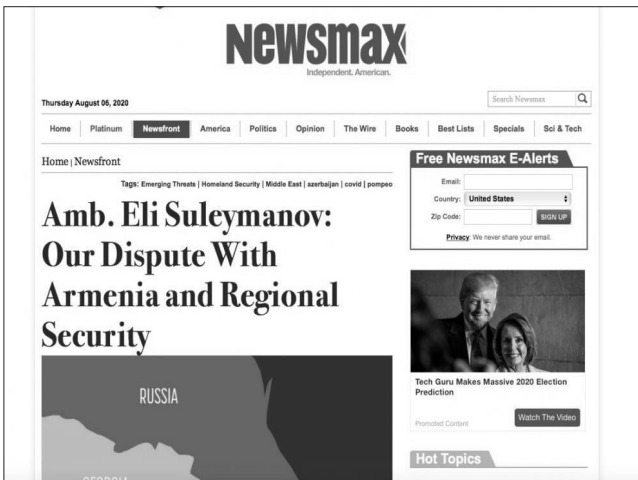 Newsmax
Independent. American.
Thursday August 06, 2020
Search Newsmax
Home Platinum Newsfront America Politics Opinion The Wire Books Best Lists Specials Sci & Tech
Home | Newsfront
Tags: Emerging Threats | Homeland Security | Middle East | azerbaijan | covid | pompeo
Amb. Eli Suleymanov:
Our Dispute With
Armenia and Regional
Security
RUSSIA
GEORGIA
Free Newsmax E-Alerts
Email:
Country: United States
Zip Code: SIGN UP
Privacy: We never share your email.
Tech Guru Makes Massive 2020 Election
Prediction
Promoted Content
Watch The Video
Hot Topics